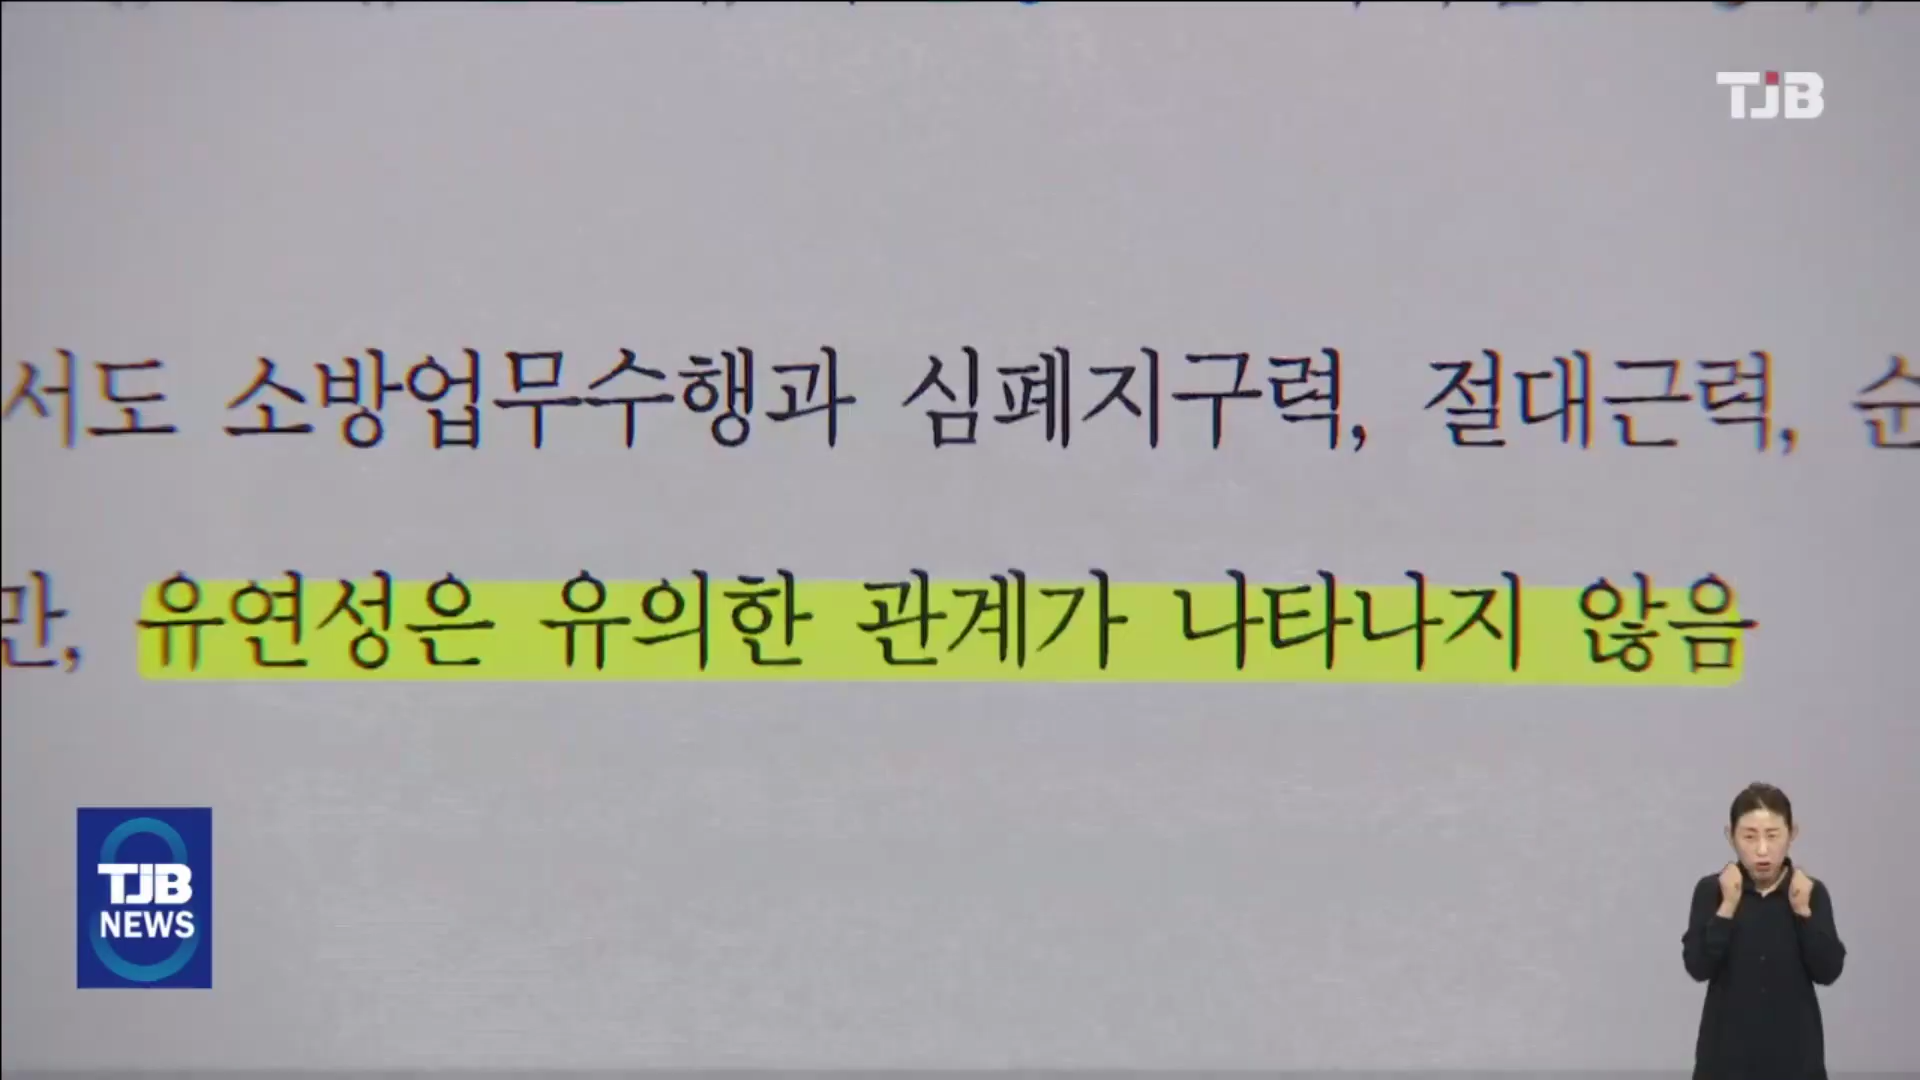 TJB
서도 소방업무수행과 심폐지구력, 절대근력, 순
만, 유연성은 유의한 관계가 나타나지 않음
TJB
NEWS